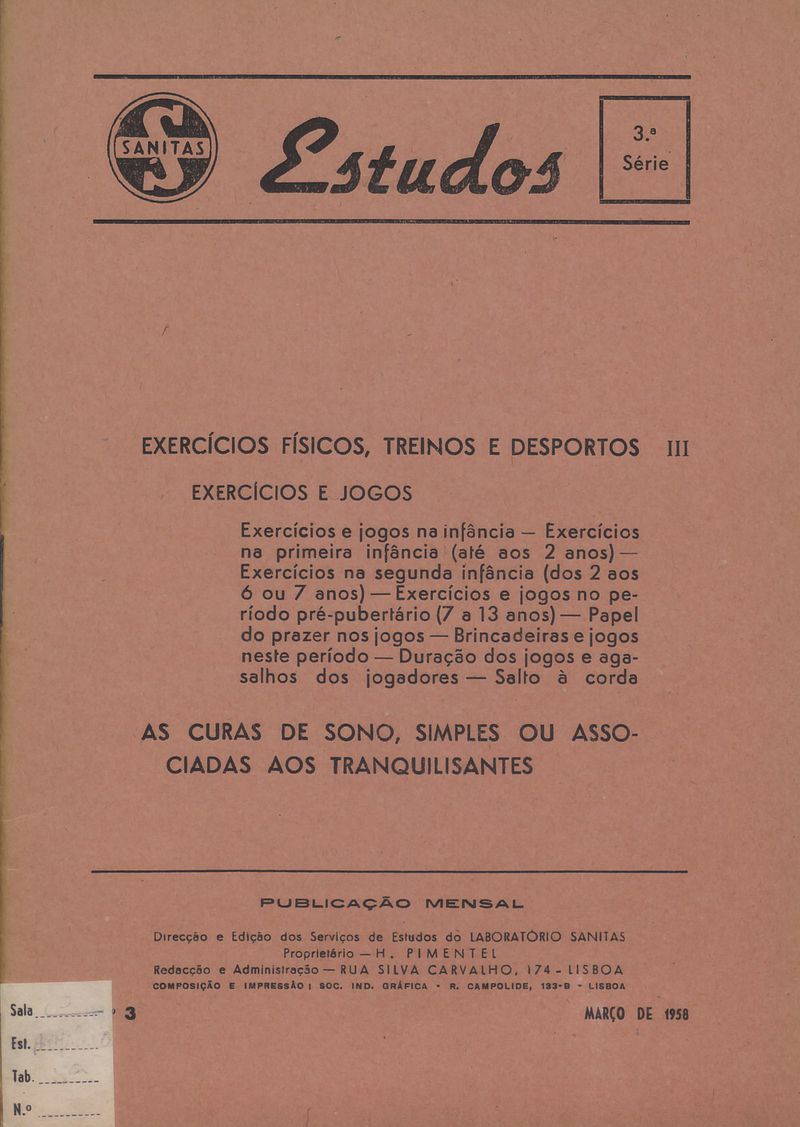 SANITAS
Estudos
3.ª
Série
EXERCÍCIOS FÍSICOS, TREINOS E DESPORTOS III
EXERCÍCIOS E JOGOS
Exercícios e jogos na infância — Exercícios
na primeira infância (até aos 2 anos) —
Exercícios na segunda infância (dos 2 aos
6 ou 7 anos) — Exercícios e jogos no pe-
ríodo pré-pubertário (7 a 13 anos) — Papel
do prazer nos jogos — Brincadeiras e jogos
neste período — Duração dos jogos e aga-
salhos dos jogadores — Salto à corda
AS CURAS DE SONO, SIMPLES OU ASSO-
CIADAS AOS TRANQUILISANTES
PUBLICAÇÃO MENSAL
Direcção e Edição dos Serviços de Estudos do LABORATÓRIO SANITAS
Proprietário — H. PIMENTEL
Redacção e Administração — RUA SILVA CARVALHO, 174 - LISBOA
COMPOSIÇÃO E IMPRESSÃO: SOC. IND. GRÁFICA - R. CAMPOLIDE, 133-B - LISBOA
3 MARÇO DE 1958
Sala
Est.
Tab.
N.º